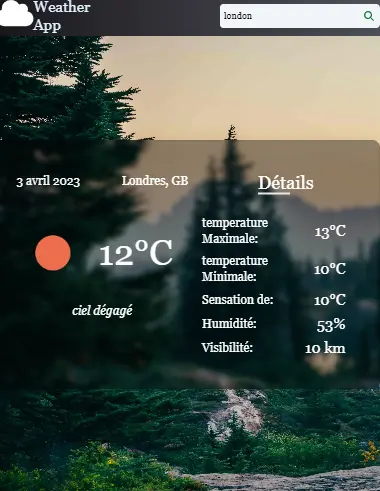 Weather
App
london
3 avril 2023
Londres, GB
Détails
12°C
ciel dégagé
temperature
Maximale: 13°C
temperature
Minimale: 10°C
Sensation de: 10°C
Humidité: 53%
Visibilité: 10 km